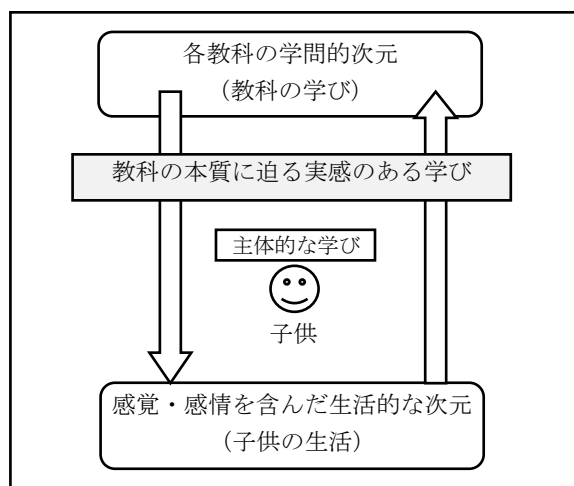 各教科の学問的次元
（教科の学び）
教科の本質に迫る実感のある学び
主体的な学び
子供
感覚・感情を含んだ生活的な次元
（子供の生活）